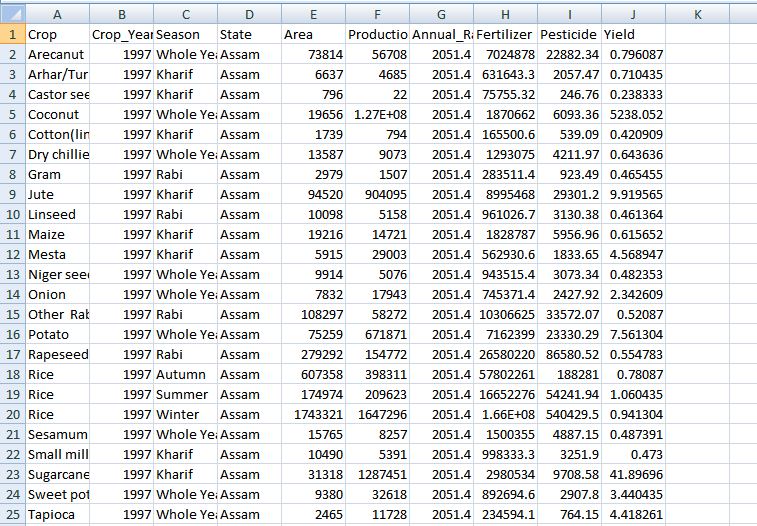 A B C D E F G H I J K
1 Crop Crop_Year Season State Area Productio Annual_Ra Fertilizer Pesticide Yield
2 Arecanut 1997 Whole Yea Assam 73814 56708 2051.4 7024878 22882.34 0.796087
3 Arhar/Tur 1997 Kharif Assam 6637 4685 2051.4 631643.3 2057.47 0.710435
4 Castor see 1997 Kharif Assam 796 22 2051.4 75755.32 246.76 0.238333
5 Coconut 1997 Whole Yea Assam 19656 1.27E+08 2051.4 1870662 6093.36 5238.052
6 Cotton(lin 1997 Kharif Assam 1739 794 2051.4 165500.6 539.09 0.420909
7 Dry chillie 1997 Whole Yea Assam 13587 9073 2051.4 1293075 4211.97 0.643636
8 Gram 1997 Rabi Assam 2979 1507 2051.4 283511.4 923.49 0.465455
9 Jute 1997 Kharif Assam 94520 904095 2051.4 8995468 29301.2 9.919565
10 Linseed 1997 Rabi Assam 10098 5158 2051.4 961026.7 3130.38 0.461364
11 Maize 1997 Kharif Assam 19216 14721 2051.4 1828787 5956.96 0.615652
12 Mesta 1997 Kharif Assam 5915 29003 2051.4 562930.6 1833.65 4.568947
13 Niger see 1997 Whole Yea Assam 9914 5076 2051.4 943515.4 3073.34 0.482353
14 Onion 1997 Whole Yea Assam 7832 17943 2051.4 745371.4 2427.92 2.342609
15 Other Rab 1997 Rabi Assam 108297 58272 2051.4 10306625 33572.07 0.52087
16 Potato 1997 Whole Yea Assam 75259 671871 2051.4 7162399 23330.29 7.561304
17 Rapeseed 1997 Rabi Assam 279292 154772 2051.4 26580220 86580.52 0.554783
18 Rice 1997 Autumn Assam 607358 398311 2051.4 57802261 188281 0.78087
19 Rice 1997 Summer Assam 174974 209623 2051.4 16652276 54241.94 1.060435
20 Rice 1997 Winter Assam 1743321 1647296 2051.4 1.66E+08 540429.5 0.941304
21 Sesamum 1997 Whole Yea Assam 15765 8257 2051.4 1500355 4887.15 0.487391
22 Small mill 1997 Kharif Assam 10490 5391 2051.4 998333.3 3251.9 0.473
23 Sugarcane 1997 Kharif Assam 31318 1287451 2051.4 2980534 9708.58 41.89696
24 Sweet pot 1997 Whole Yea Assam 9380 32618 2051.4 892694.6 2907.8 3.440435
25 Tapioca 1997 Whole Yea Assam 2465 11728 2051.4 234594.1 764.15 4.418261